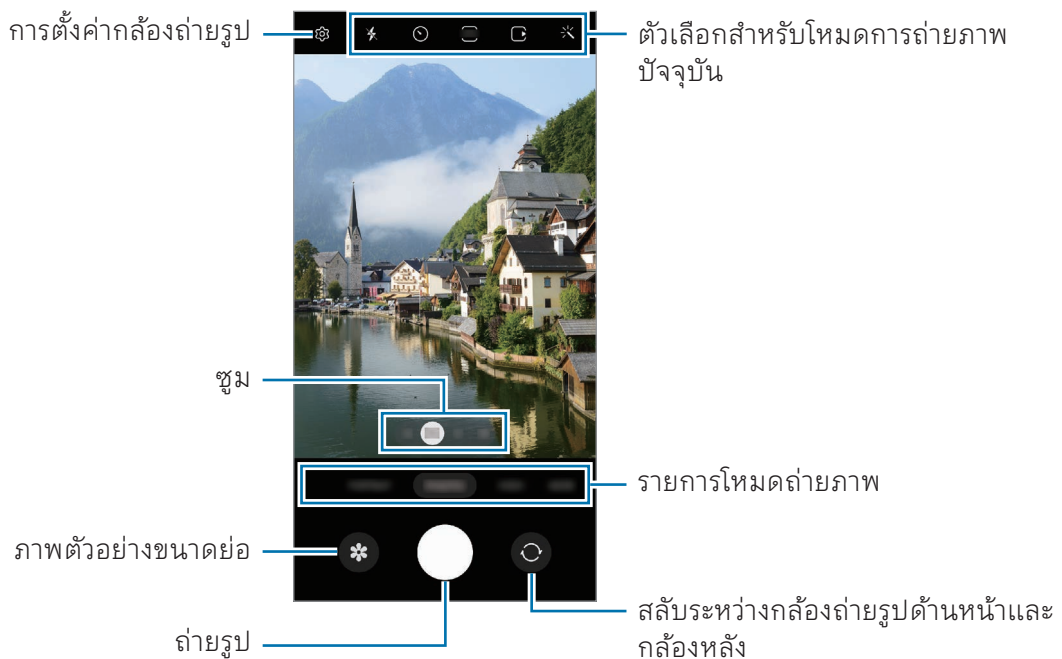 การตั้งค่ากล้องถ่ายรูป
ตัวเลือกสำหรับโหมดการถ่ายภาพ
ปัจจุบัน
ซูม
รายการโหมดถ่ายภาพ
ภาพตัวอย่างขนาดย่อ
สลับระหว่างกล้องถ่ายรูปด้านหน้าและ
กล้องหลัง
ถ่ายรูป